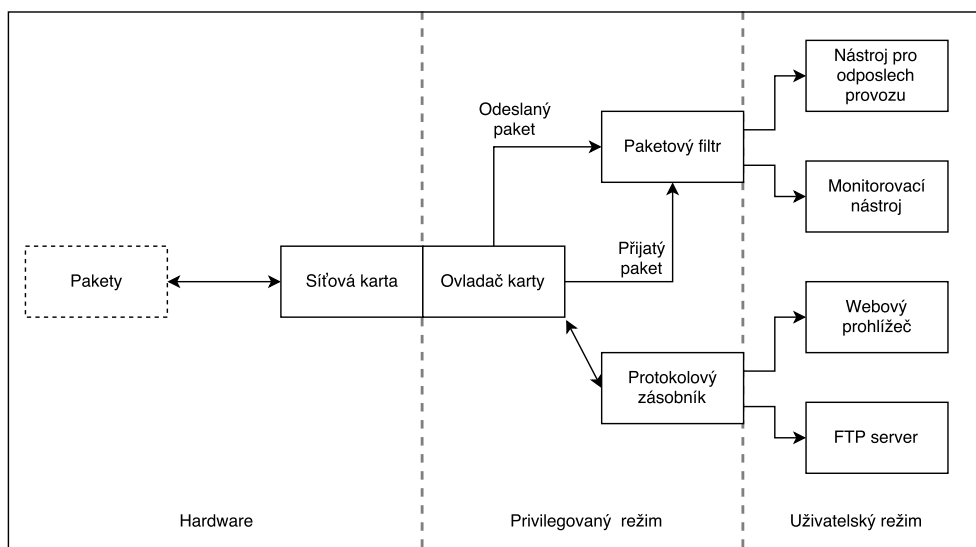 Nástroj pro
odposlech
provozu
Odeslaný
paket
Paketový filtr
Monitorovací
nástroj
Přijatý
paket
Pakety
Síťová karta
Ovladač karty
Webový
prohlížeč
Protokolový
zásobník
FTP server
Hardware
Privilegovaný režim
Uživatelský režim